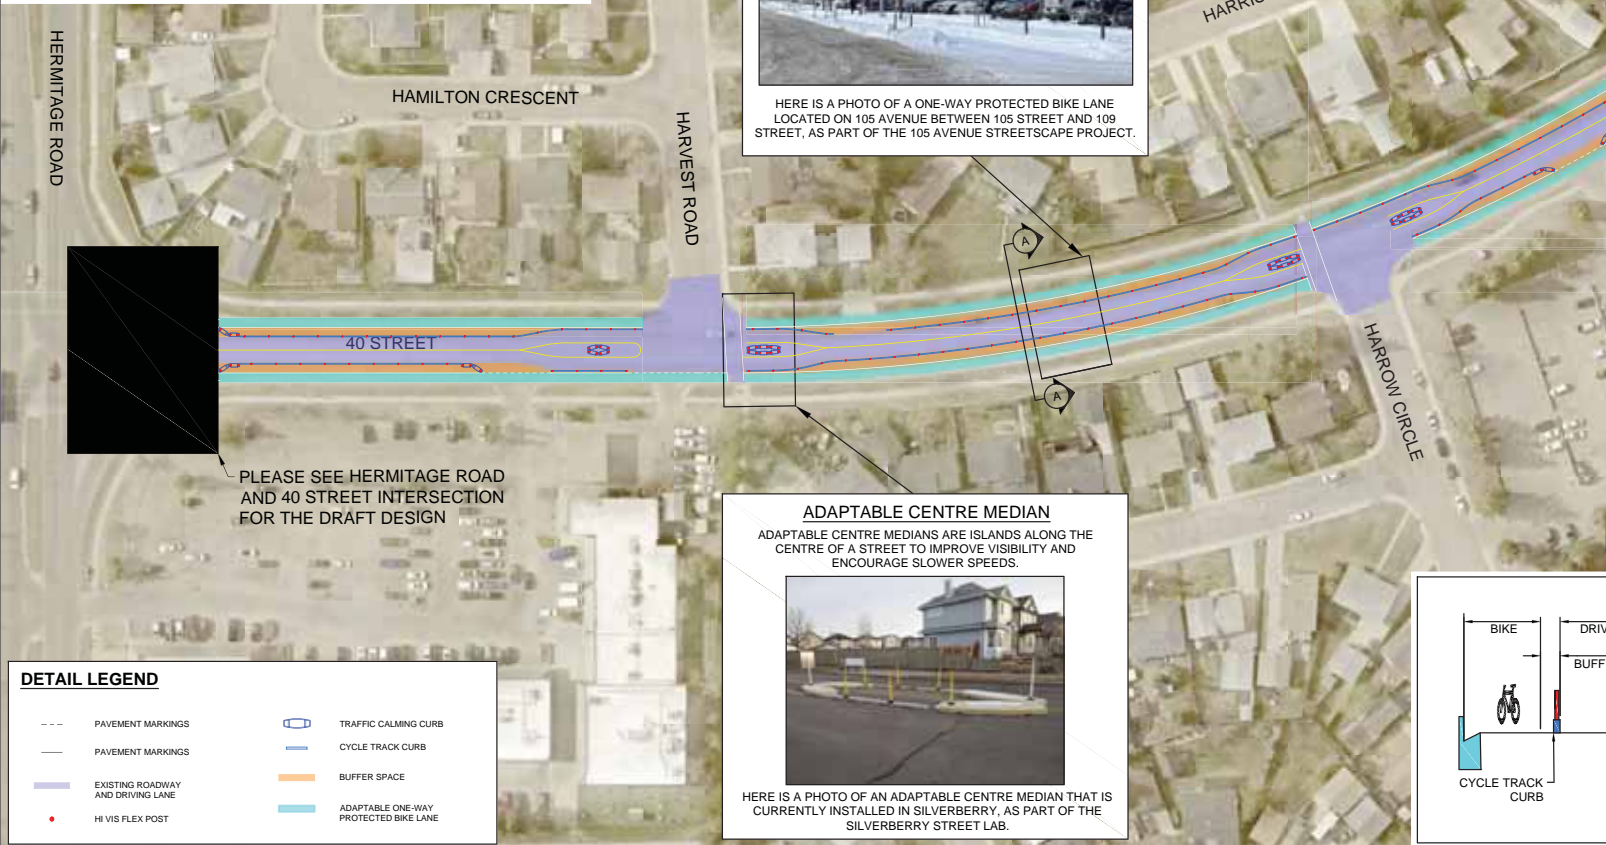 HERMITAGE ROAD
HAMILTON CRESCENT
HARVEST ROAD
HERE IS A PHOTO OF A ONE-WAY PROTECTED BIKE LANE
LOCATED ON 105 AVENUE BETWEEN 105 STREET AND 109
STREET, AS PART OF THE 105 AVENUE STREETSCAPE PROJECT.
A
A
40 STREET
HARROW CIRCLE
PLEASE SEE HERMITAGE ROAD
AND 40 STREET INTERSECTION
FOR THE DRAFT DESIGN
ADAPTABLE CENTRE MEDIAN
ADAPTABLE CENTRE MEDIANS ARE ISLANDS ALONG THE
CENTRE OF A STREET TO IMPROVE VISIBILITY AND
ENCOURAGE SLOWER SPEEDS.
HERE IS A PHOTO OF AN ADAPTABLE CENTRE MEDIAN THAT IS
CURRENTLY INSTALLED IN SILVERBERRY, AS PART OF THE
SILVERBERRY STREET LAB.
DETAIL LEGEND
PAVEMENT MARKINGS
PAVEMENT MARKINGS
EXISTING ROADWAY
AND DRIVING LANE
HI VIS FLEX POST
TRAFFIC CALMING CURB
CYCLE TRACK CURB
BUFFER SPACE
ADAPTABLE ONE-WAY
PROTECTED BIKE LANE
BIKE
CYCLE TRACK
CURB